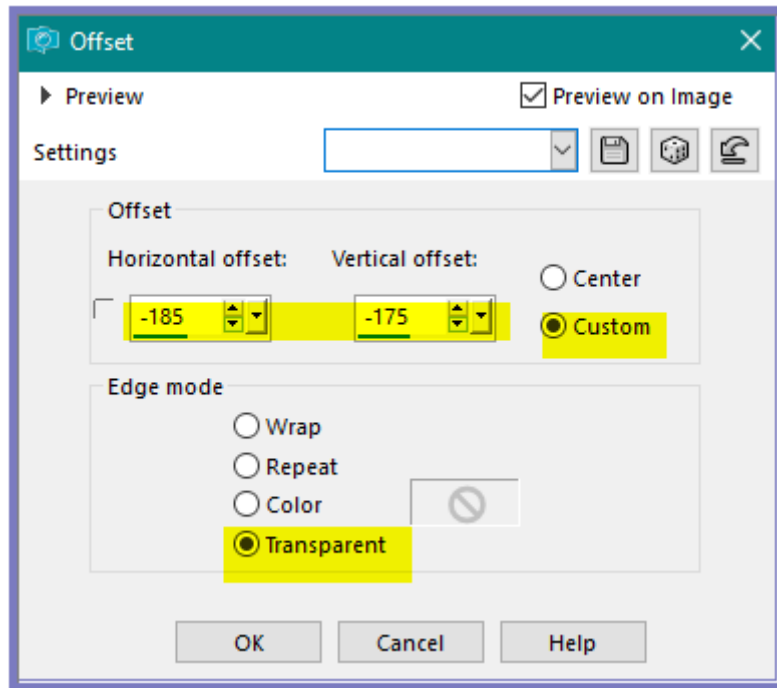 Offset
Preview
Preview on Image
Settings
Offset
Horizontal offset:
Vertical offset:
Center
-185
-175
Custom
Edge mode
Wrap
Repeat
Color
Transparent
OK
Cancel
Help